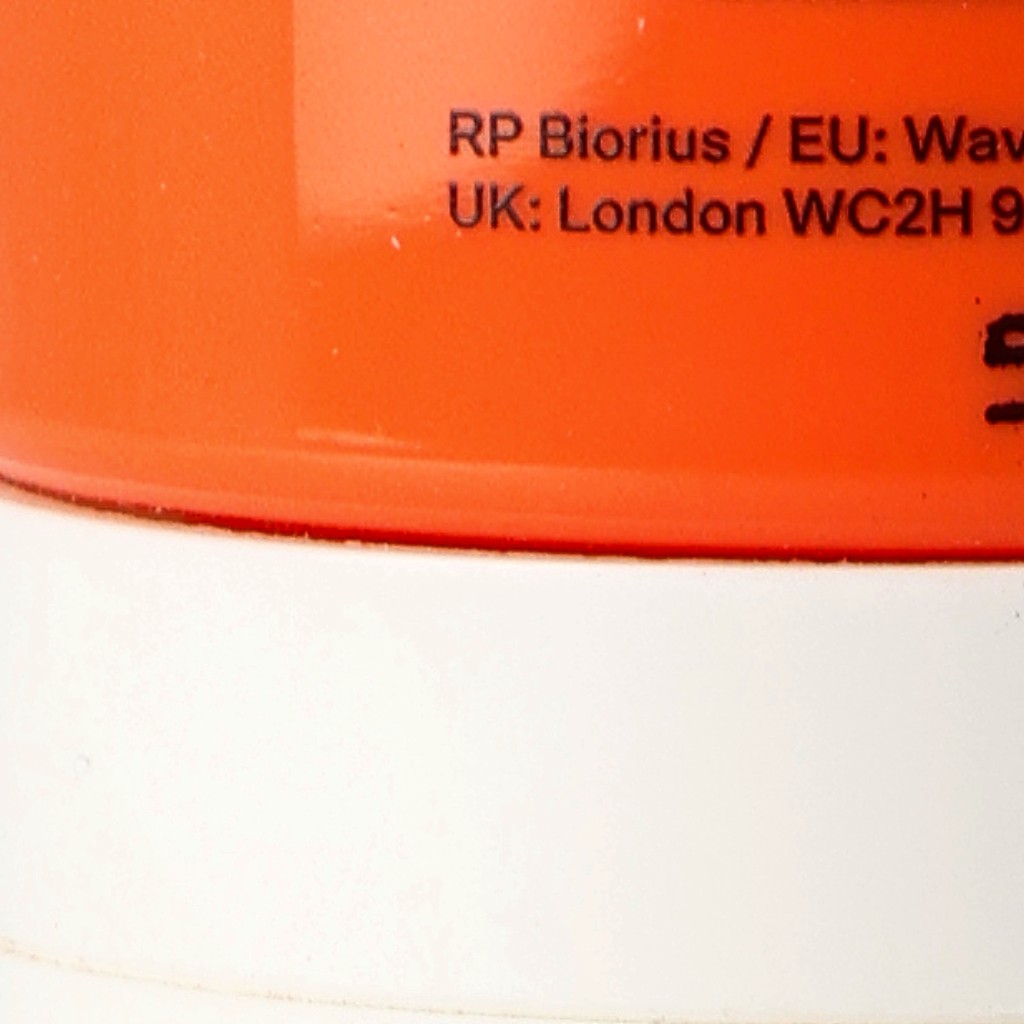 RP Biorius / EU: Wav
UK: London WC2H 9